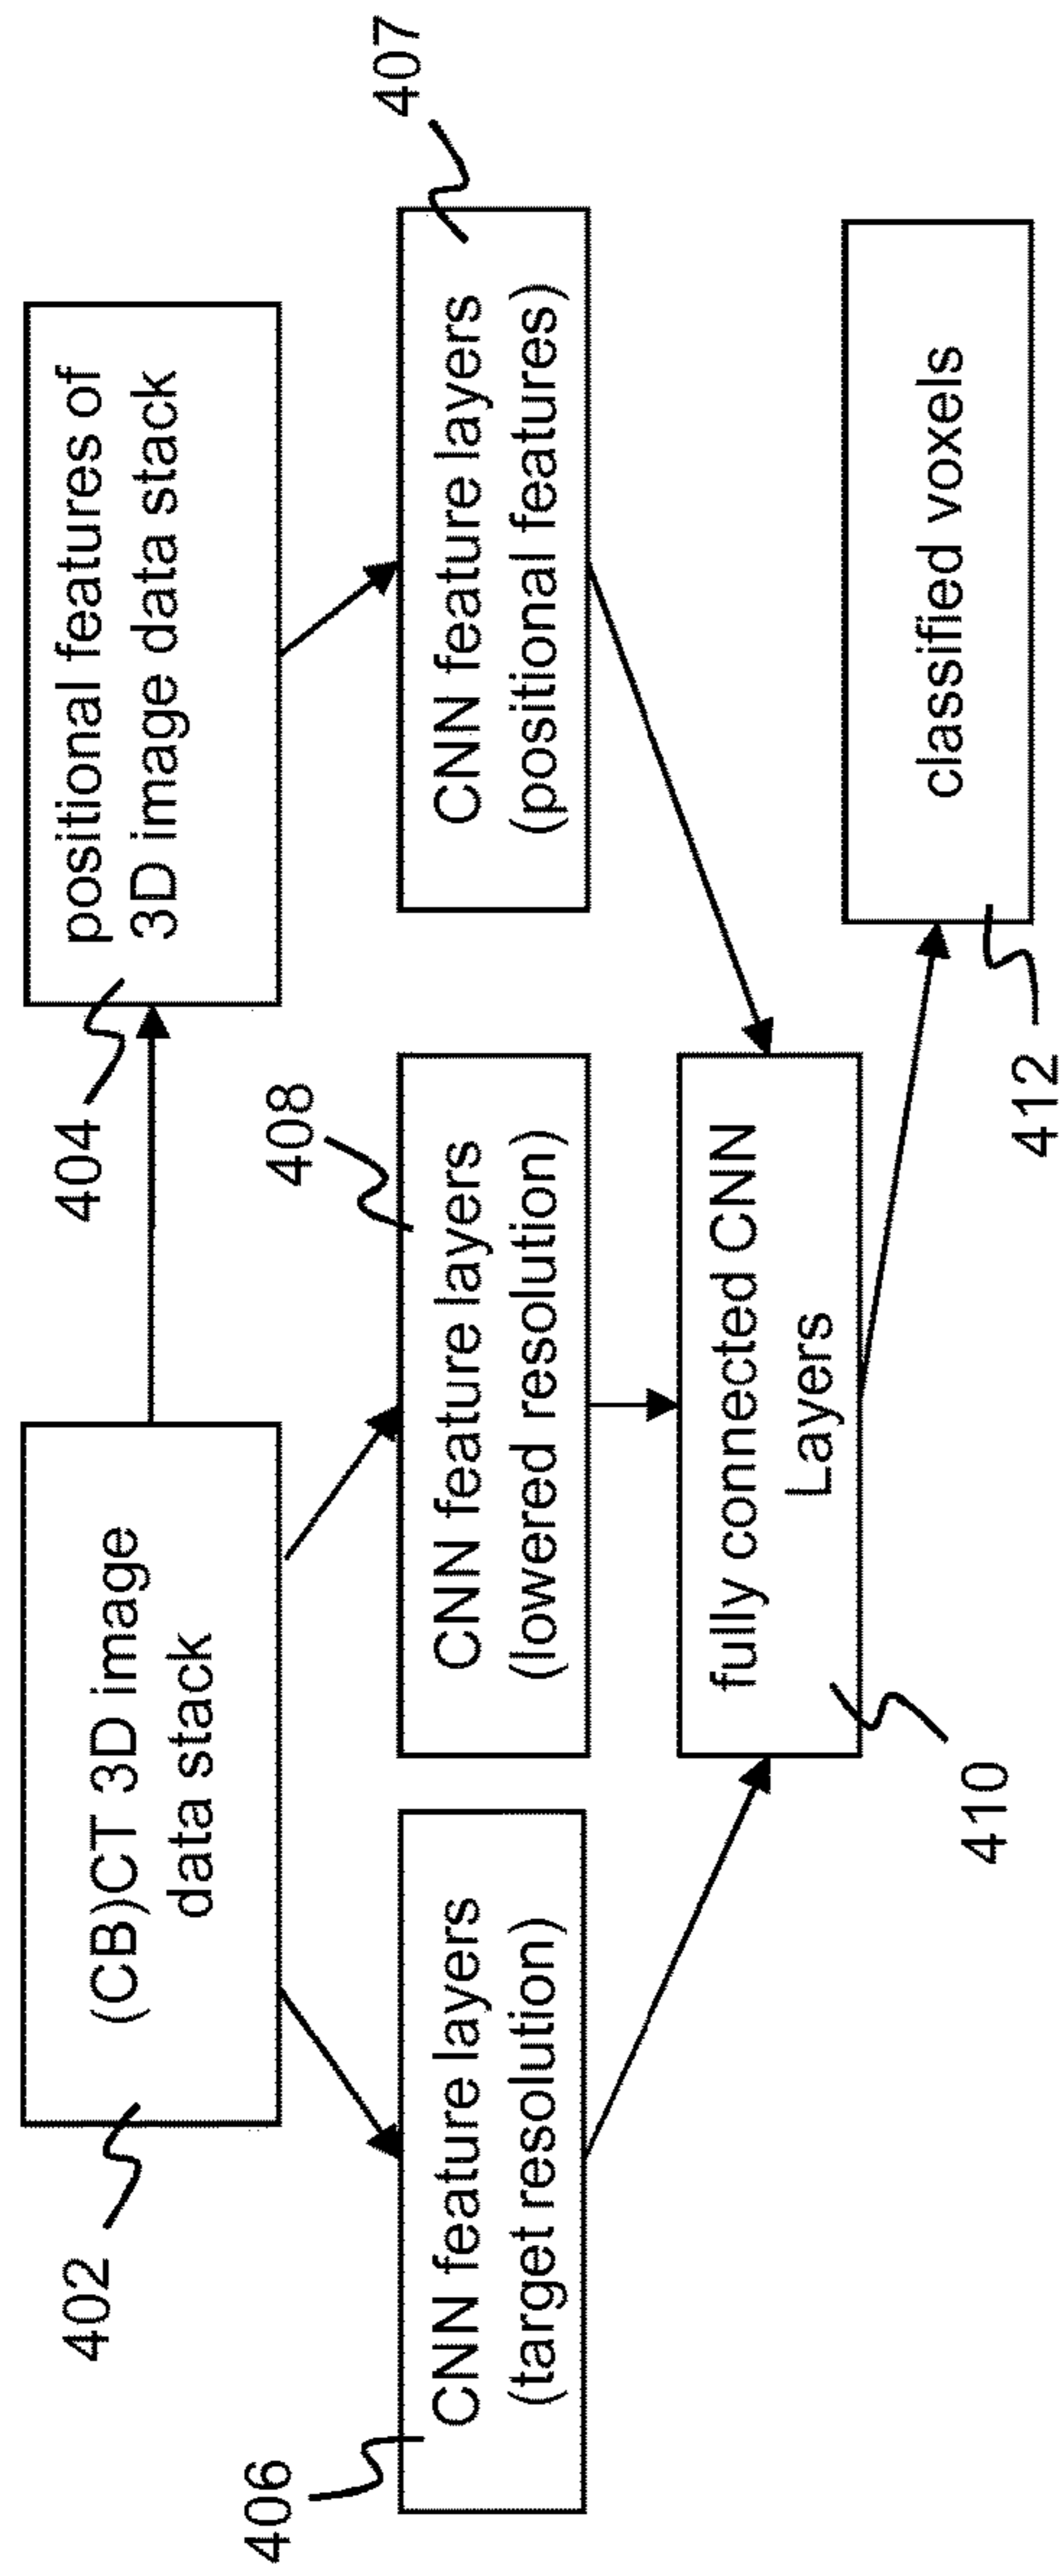 402
(CB)CT 3D image
data stack
404
positional features of
3D image data stack
406
CNN feature layers
(target resolution)
408
CNN feature layers
(lowered resolution)
407
CNN feature layers
(positional features)
410
fully connected CNN
Layers
412
classified voxels